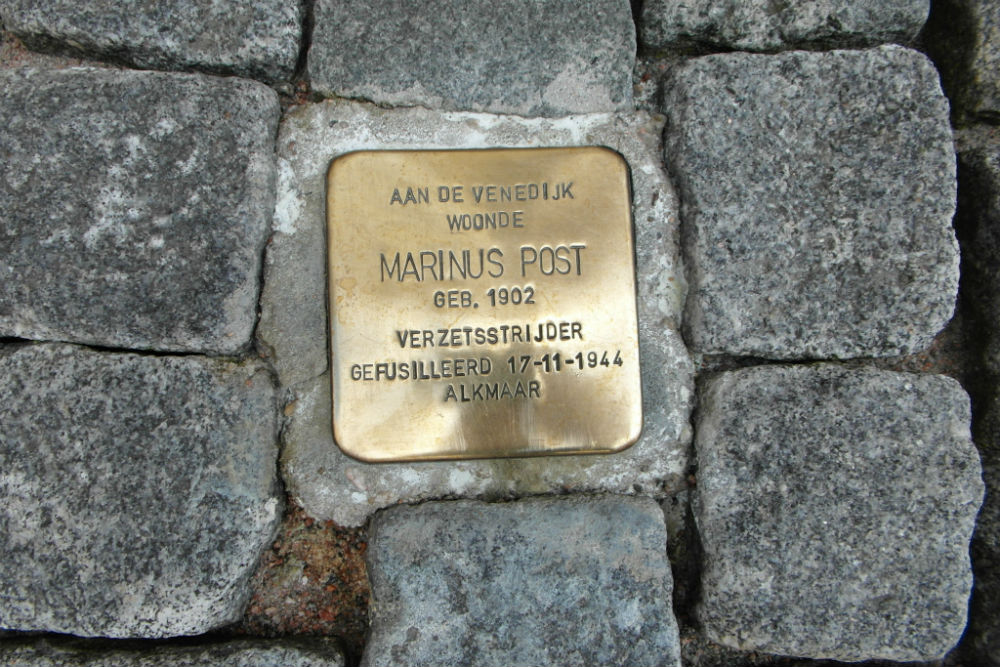 AAN DE VENEDIJK
WOONDE
MARINUS POST
GEB. 1902
VERZETSSTRIJDER
GEFUSILLEERD 17-11-1944
ALKMAAR